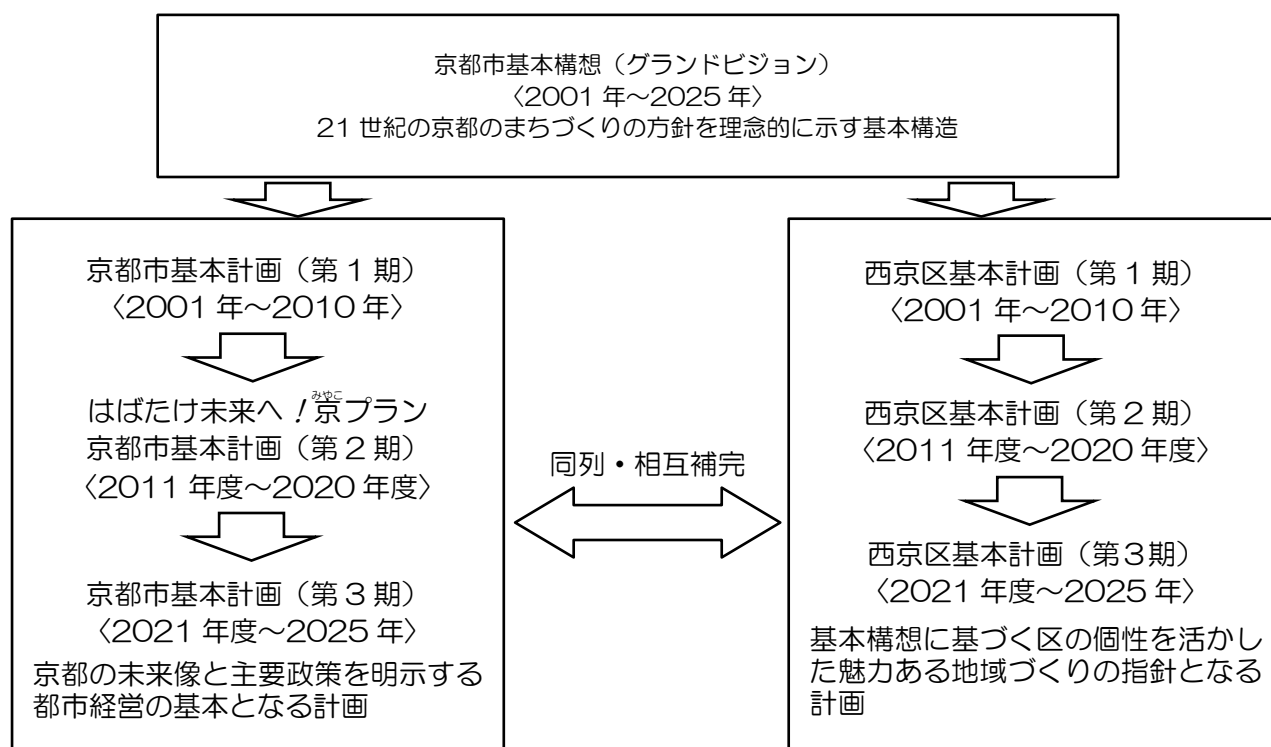 京都市基本構想（グランドビジョン）
〈2001 年～2025 年〉
21 世紀の京都のまちづくりの方針を理念的に示す基本構造
京都市基本計画（第 1 期）
〈2001 年～2010 年〉
はばたけ未来へ！京プラン
みやこ
京都市基本計画（第 2 期）
〈2011 年度～2020 年度〉
京都市基本計画（第 3 期）
〈2021 年度～2025 年〉
京都の未来像と主要政策を明示する
都市経営の基本となる計画
同列・相互補完
西京区基本計画（第 1 期）
〈2001 年～2010 年〉
西京区基本計画（第 2 期）
〈2011 年度～2020 年度〉
西京区基本計画（第３期）
〈2021 年度～2025 年〉
基本構想に基づく区の個性を活かし
た魅力ある地域づくりの指針となる
計画